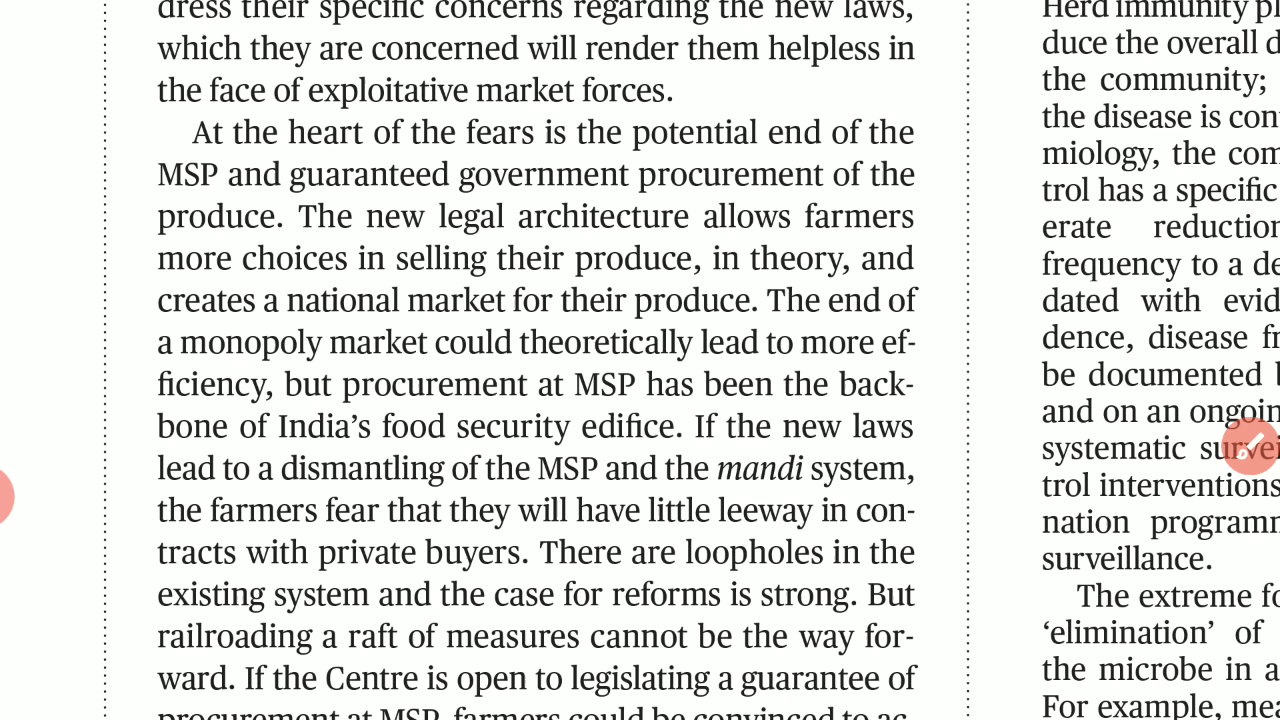 dress their specific concerns regarding the new laws,
which they are concerned will render them helpless in
the face of exploitative market forces.
At the heart of the fears is the potential end of the
MSP and guaranteed government procurement of the
produce. The new legal architecture allows farmers
more choices in selling their produce, in theory, and
creates a national market for their produce. The end of
a monopoly market could theoretically lead to more ef-
ficiency, but procurement at MSP has been the back-
bone of India’s food security edifice. If the new laws
lead to a dismantling of the MSP and the mandi system,
the farmers fear that they will have little leeway in con-
tracts with private buyers. There are loopholes in the
existing system and the case for reforms is strong. But
railroading a raft of measures cannot be the way for-
ward. If the Centre is open to legislating a guarantee of
procurement at MSP, farmers could be convinced to ac-
Herd immunity
duce the overall
the community;
the disease is
miology, the
trol has a specific
erate reduction
frequency to a
dated with
dence, disease
be documented
and on an
systematic
trol interventions
nation
surveillance.
The extreme
‘elimination’ of
the microbe in a
For example,